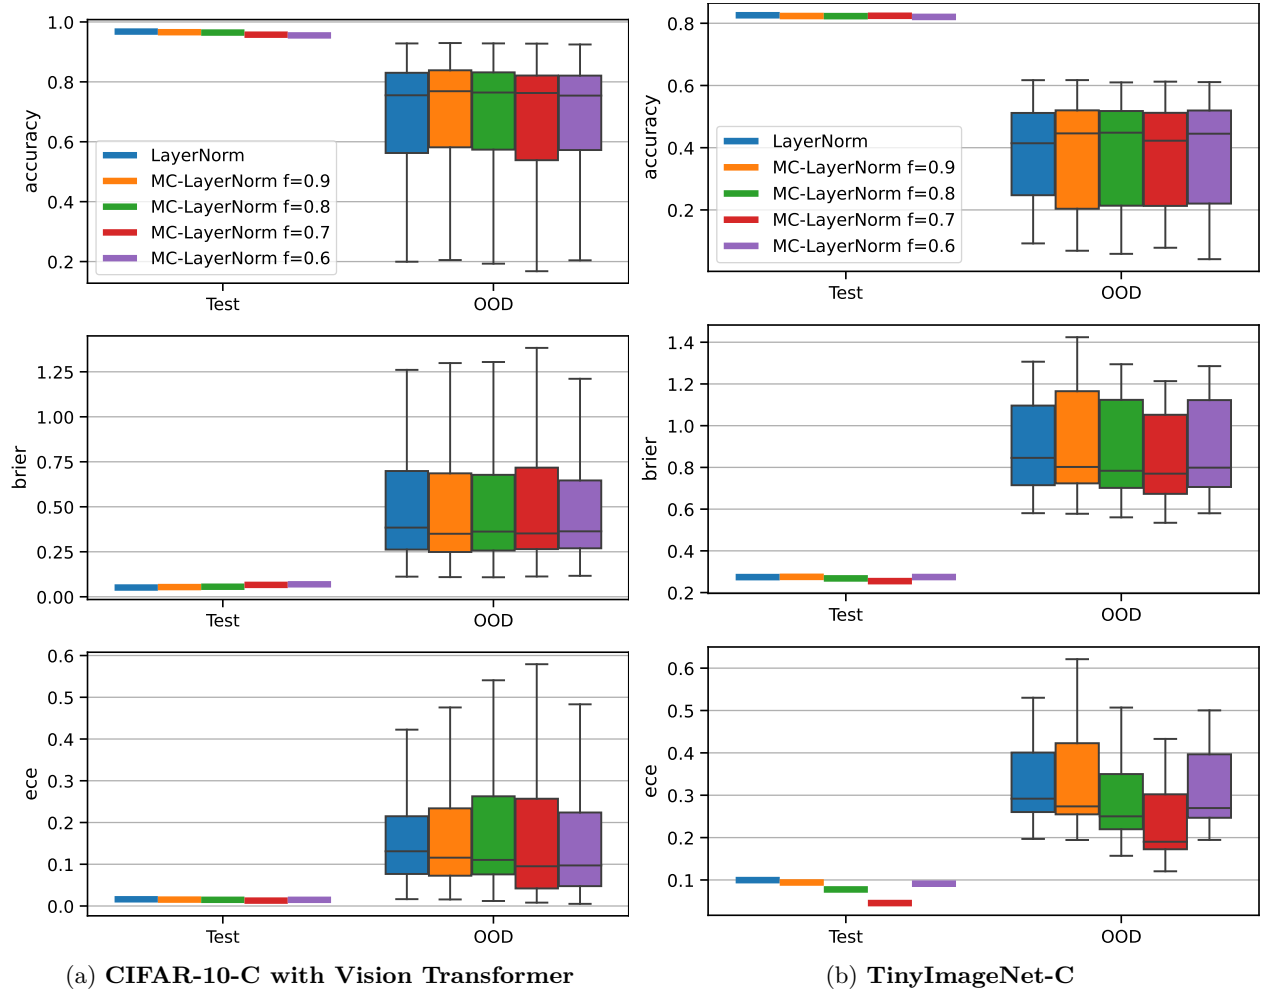 1.0
0.8
0.6
0.4
0.2
accuracy
LayerNorm
MC-LayerNorm f=0.9
MC-LayerNorm f=0.8
MC-LayerNorm f=0.7
MC-LayerNorm f=0.6
Test
OOD
1.25
1.00
0.75
0.50
0.25
0.00
brier
Test
OOD
0.6
0.5
0.4
0.3
0.2
0.1
0.0
ece
Test
OOD
(a) CIFAR-10-C with Vision Transformer
0.8
0.6
0.4
0.2
accuracy
LayerNorm
MC-LayerNorm f=0.9
MC-LayerNorm f=0.8
MC-LayerNorm f=0.7
MC-LayerNorm f=0.6
Test
OOD
1.4
1.2
1.0
0.8
0.6
0.4
0.2
brier
Test
OOD
0.6
0.5
0.4
0.3
0.2
0.1
ece
Test
OOD
(b) TinyImageNet-C